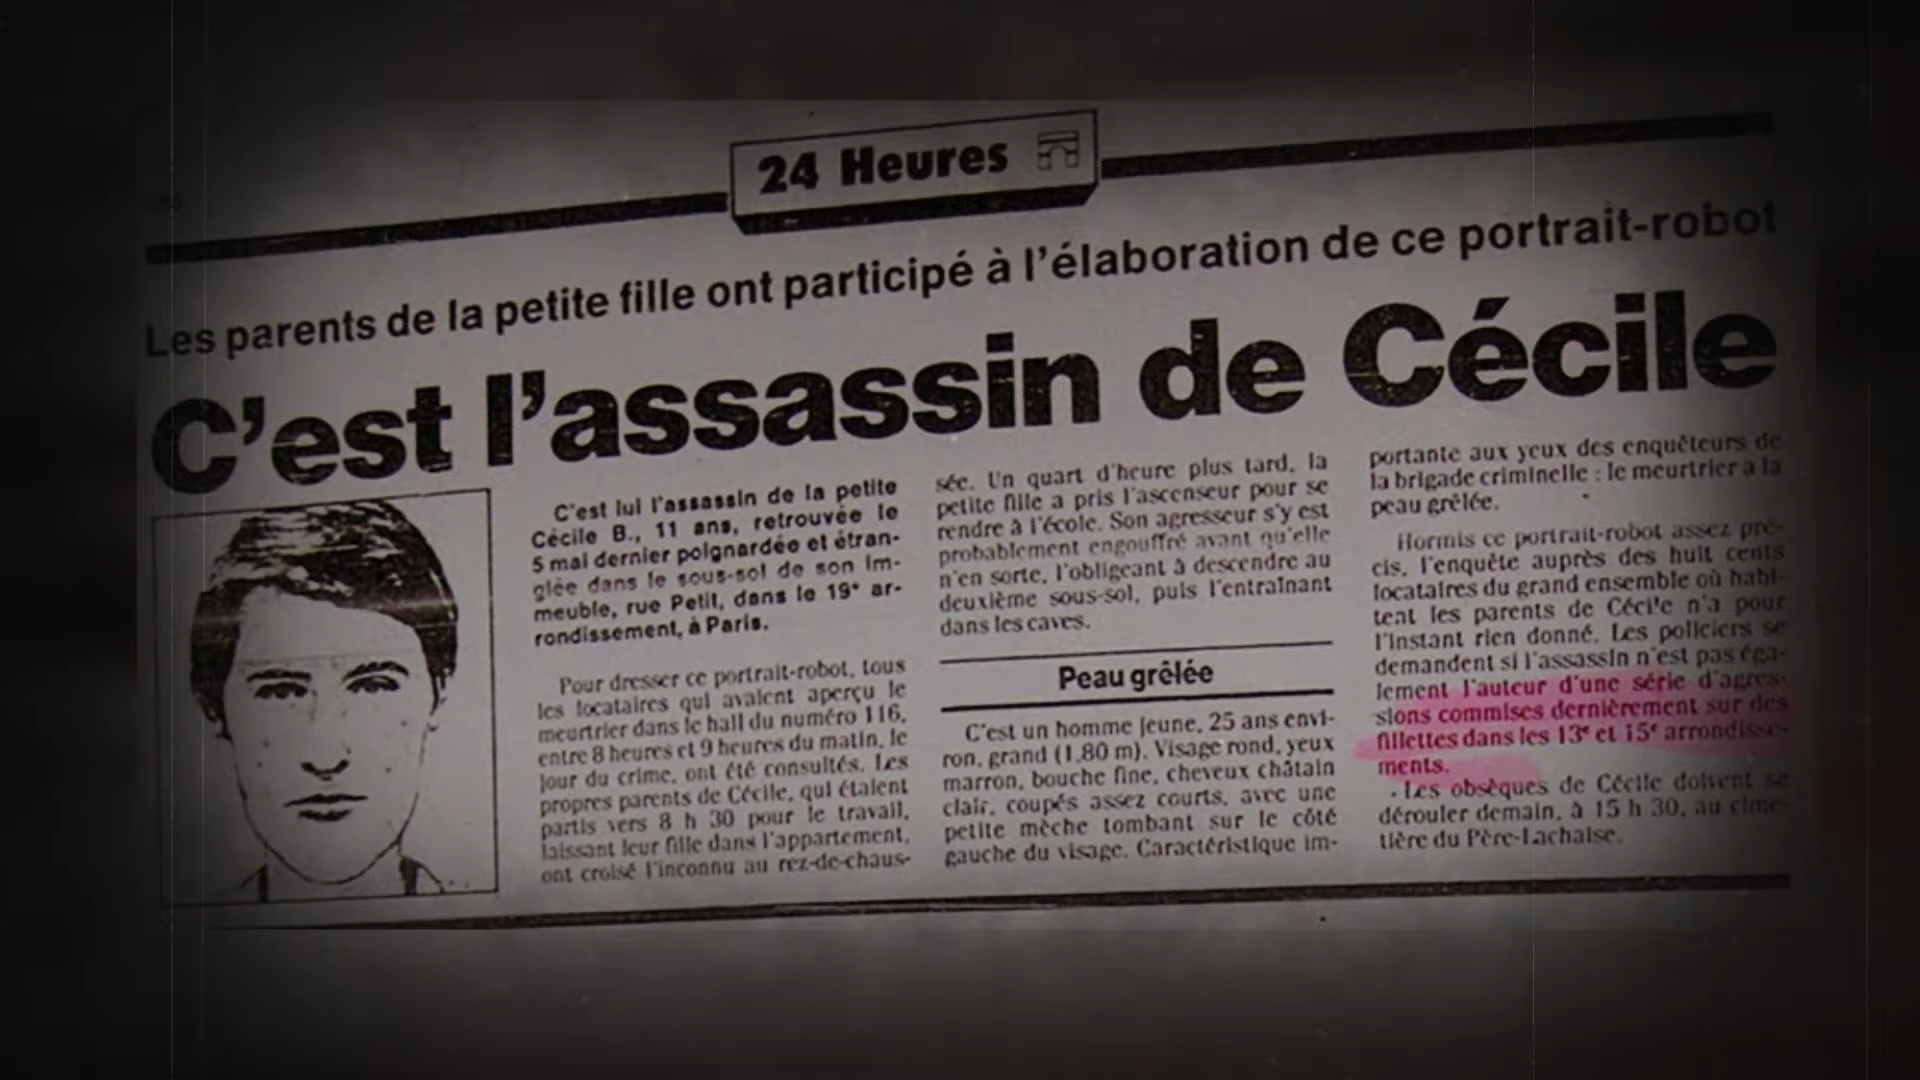 24 Heures
Les parents de la petite fille ont participé à l'élaboration de ce portrait-robot
C'est l'assassin de Cécile
C'est lui l'assassin de la petite
Cécile B., 11 ans, retrouvée le
5 mai dernier poignardée et étran-
glée dans le sous-sol de son im-
meuble, rue Petit, dans le 19e ar-
rondissement, à Paris.
Pour dresser ce portrait-robot, tous
les locataires qui avaient aperçu le
meurtrier dans le hall du numéro 116,
entre 8 heures et 9 heures du matin, le
jour du crime, ont été consultés. Les
propres parents de Cécile, qui étaient
partis vers 8 h 30 pour le travail,
laissant leur fille dans l'appartement,
ont croisé l'inconnu au rez-de-chaus-
sée. Un quart d'heure plus tard, la
petite fille a pris l'ascenseur pour se
rendre à l'école. Son agresseur s'y est
probablement engouffré avant qu'elle
n'en sorte, l'obligeant à descendre au
deuxième sous-sol, puis l'entraînant
dans les caves.
Peau grêlée
C'est un homme jeune, 25 ans envi-
ron, grand (1,80 m). Visage rond, yeux
marron, bouche fine, cheveux châtain
clair, coupés assez courts, avec une
petite mèche tombant sur le côté
gauche du visage. Caractéristique im-
portante aux yeux des enquêteurs de
la brigade criminelle : le meurtrier a la
peau grêlée.
Hormis ce portrait-robot assez pré-
cis, l'enquête auprès des huit cents
locataires du grand ensemble où habi-
tent les parents de Cécile n'a pour
l'instant rien donné. Les policiers se
demandent si l'assassin n'est pas éga-
lement l'auteur d'une série d'agres-
sions commises dernièrement sur des
fillettes dans les 13e et 15e arrondisse-
ments.
Les obsèques de Cécile doivent se
dérouler demain, à 15 h 30, au cime-
tière du Père-Lachaise.